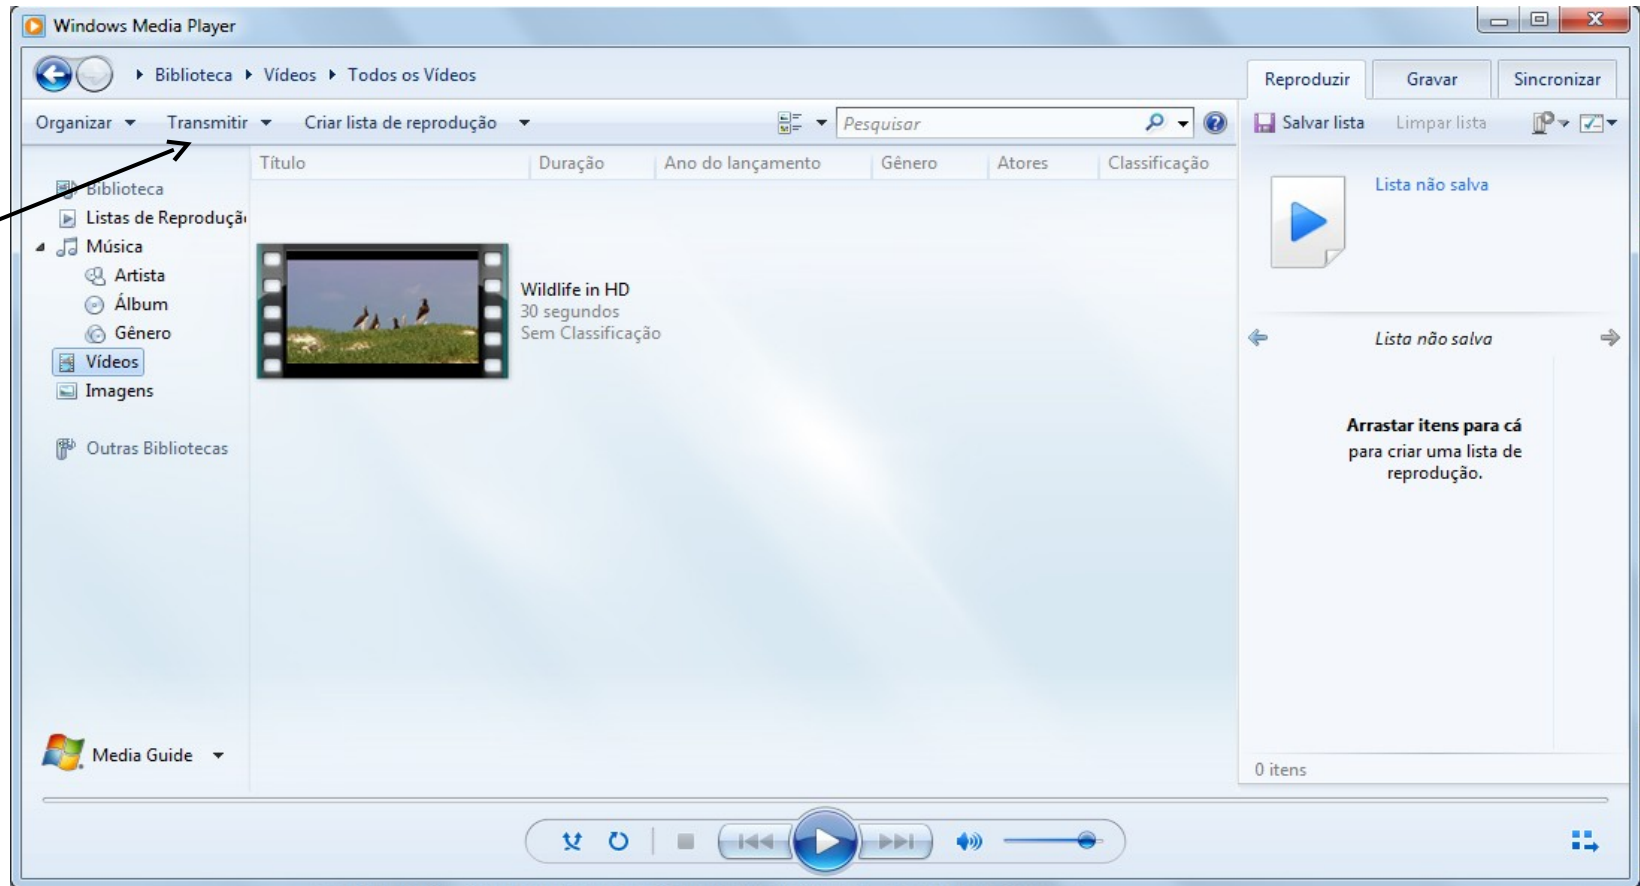 Windows Media Player
Biblioteca Vídeos Todos os Vídeos
Reproduzir Gravar Sincronizar
Organizar Transmitir Criar lista de reprodução Pesquisar Salvar lista Limpar lista
Título Duração Ano do lançamento Gênero Atores Classificação
Biblioteca
Listas de Reproduçã
Música
Artista
Álbum
Gênero
Vídeos
Imagens
Outras Bibliotecas
Media Guide
Wildlife in HD
30 segundos
Sem Classificação
Lista não salva
Lista não salva
Arrastar itens para cá
para criar uma lista de
reprodução.
0 itens